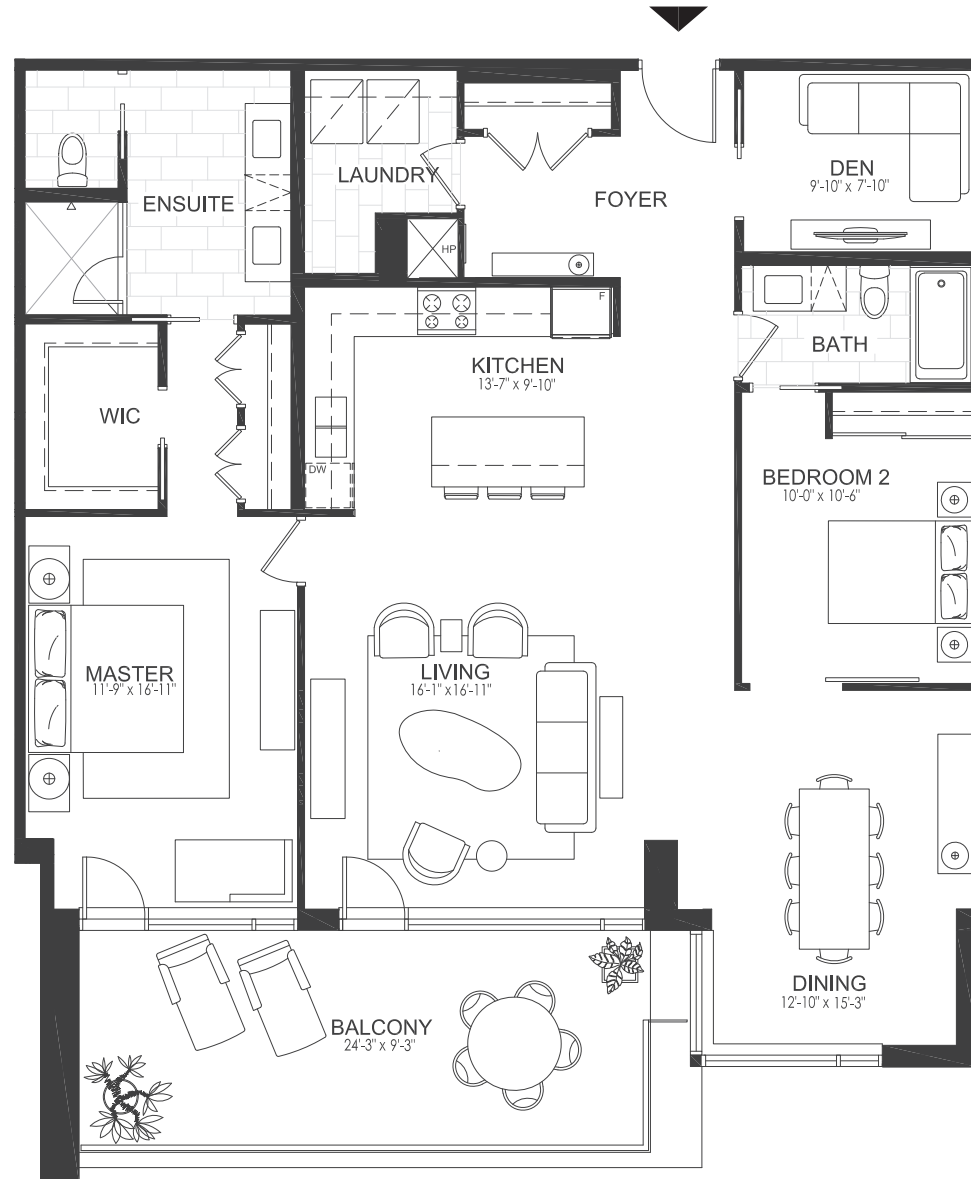 ENSUITE
LAUNDRY
HP
FOYER
DEN
9'-10" x 7'-10"
F
KITCHEN
13'-7" x 9'-10"
DW
BATH
WIC
BEDROOM 2
10'-0" x 10'-6"
MASTER
11'-9" x 16'-11"
LIVING
16'-1" x 16'-11"
DINING
12'-10" x 15'-3"
BALCONY
24'-3" x 9'-3"